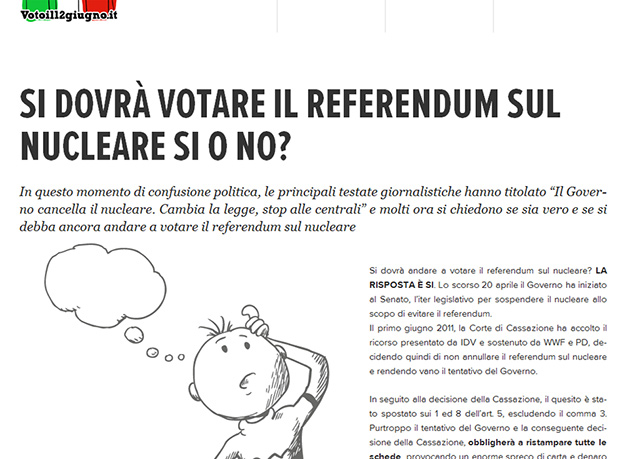 Votoil12giugno.it
SI DOVRÀ VOTARE IL REFERENDUM SUL
NUCLEARE SI O NO?
In questo momento di confusione politica, le principali testate giornalistiche hanno titolato “Il Gover-
no cancella il nucleare. Cambia la legge, stop alle centrali” e molti ora si chiedono se sia vero e se si
debba ancora andare a votare il referendum sul nucleare
Si dovrà andare a votare il referendum sul nucleare? LA
RISPOSTA È SI. Lo scorso 20 aprile il Governo ha iniziato
al Senato, l'iter legislativo per sospendere il nucleare allo
scopo di evitare il referendum.
Il primo giugno 2011, la Corte di Cassazione ha accolto il
ricorso presentato da IDV e sostenuto da WWF e PD, de-
cidendo quindi di non annullare il referendum sul nucleare
e rendendo vano il tentativo del Governo.
In seguito alla decisione della Cassazione, il quesito è sta-
to spostato sui 1 ed 8 dell'art 5, escludendo il comma 3.
Purtroppo il tentativo del Governo e la conseguente deci-
sione della Cassazione, obbligherà a ristampare tutte le
schede, provocando un enorme spreco di carta e denaro